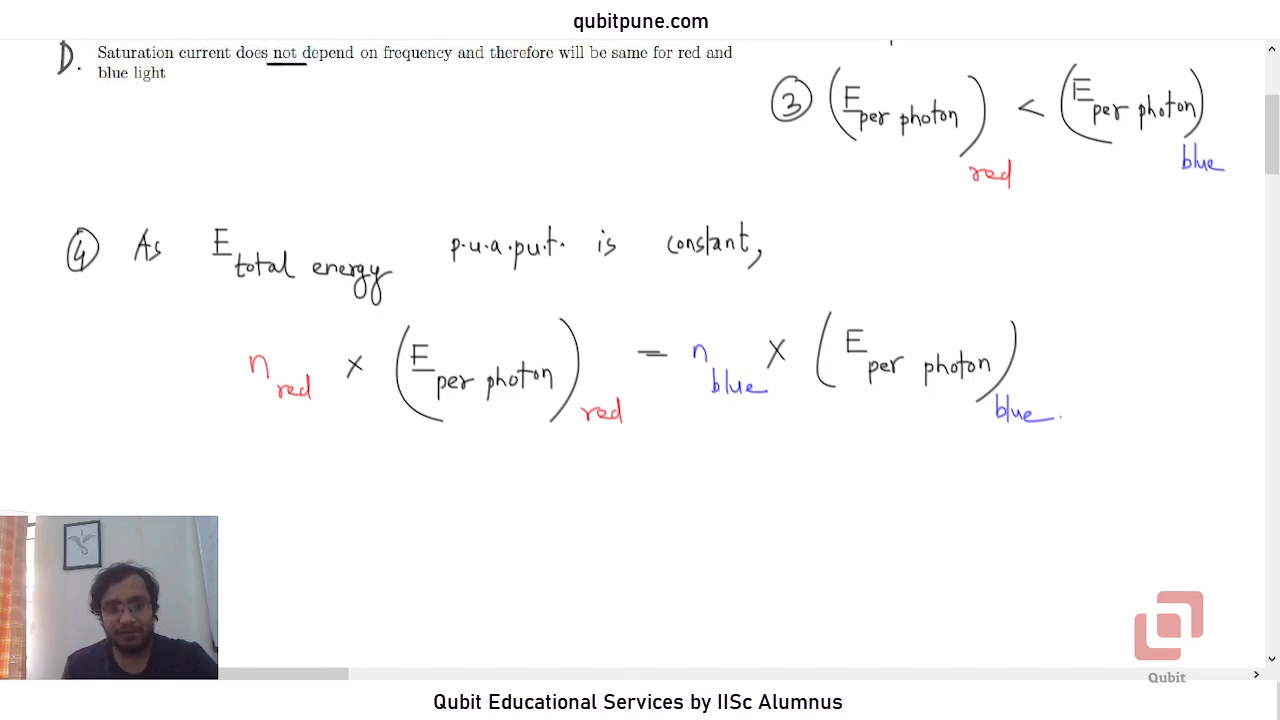 qubitpune.com
D. Saturation current does not depend on frequency and therefore will be same for red and
blue light
③ (E per photon) red < (E per photon) blue
④ As E total energy p.u.a.p.u.t. is constant,
n red × (E per photon) red = n blue × (E per photon) blue.
Qubit
Qubit Educational Services by IISc Alumnus